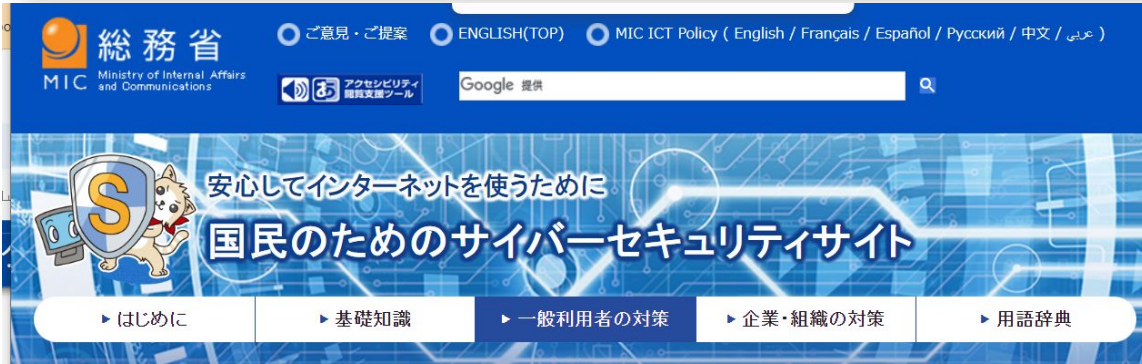 総務省
MIC Ministry of Internal Affairs and Communications
ご意見・ご提案 ENGLISH(TOP) MIC ICT Policy ( English / Français / Español / Русский / 中文 / عربي )
あ アクセシビリティ
閲覧支援ツール
Google 提供
S
安心してインターネットを使うために
国民のためのサイバーセキュリティサイト
はじめに 基礎知識 一般利用者の対策 企業・組織の対策 用語辞典